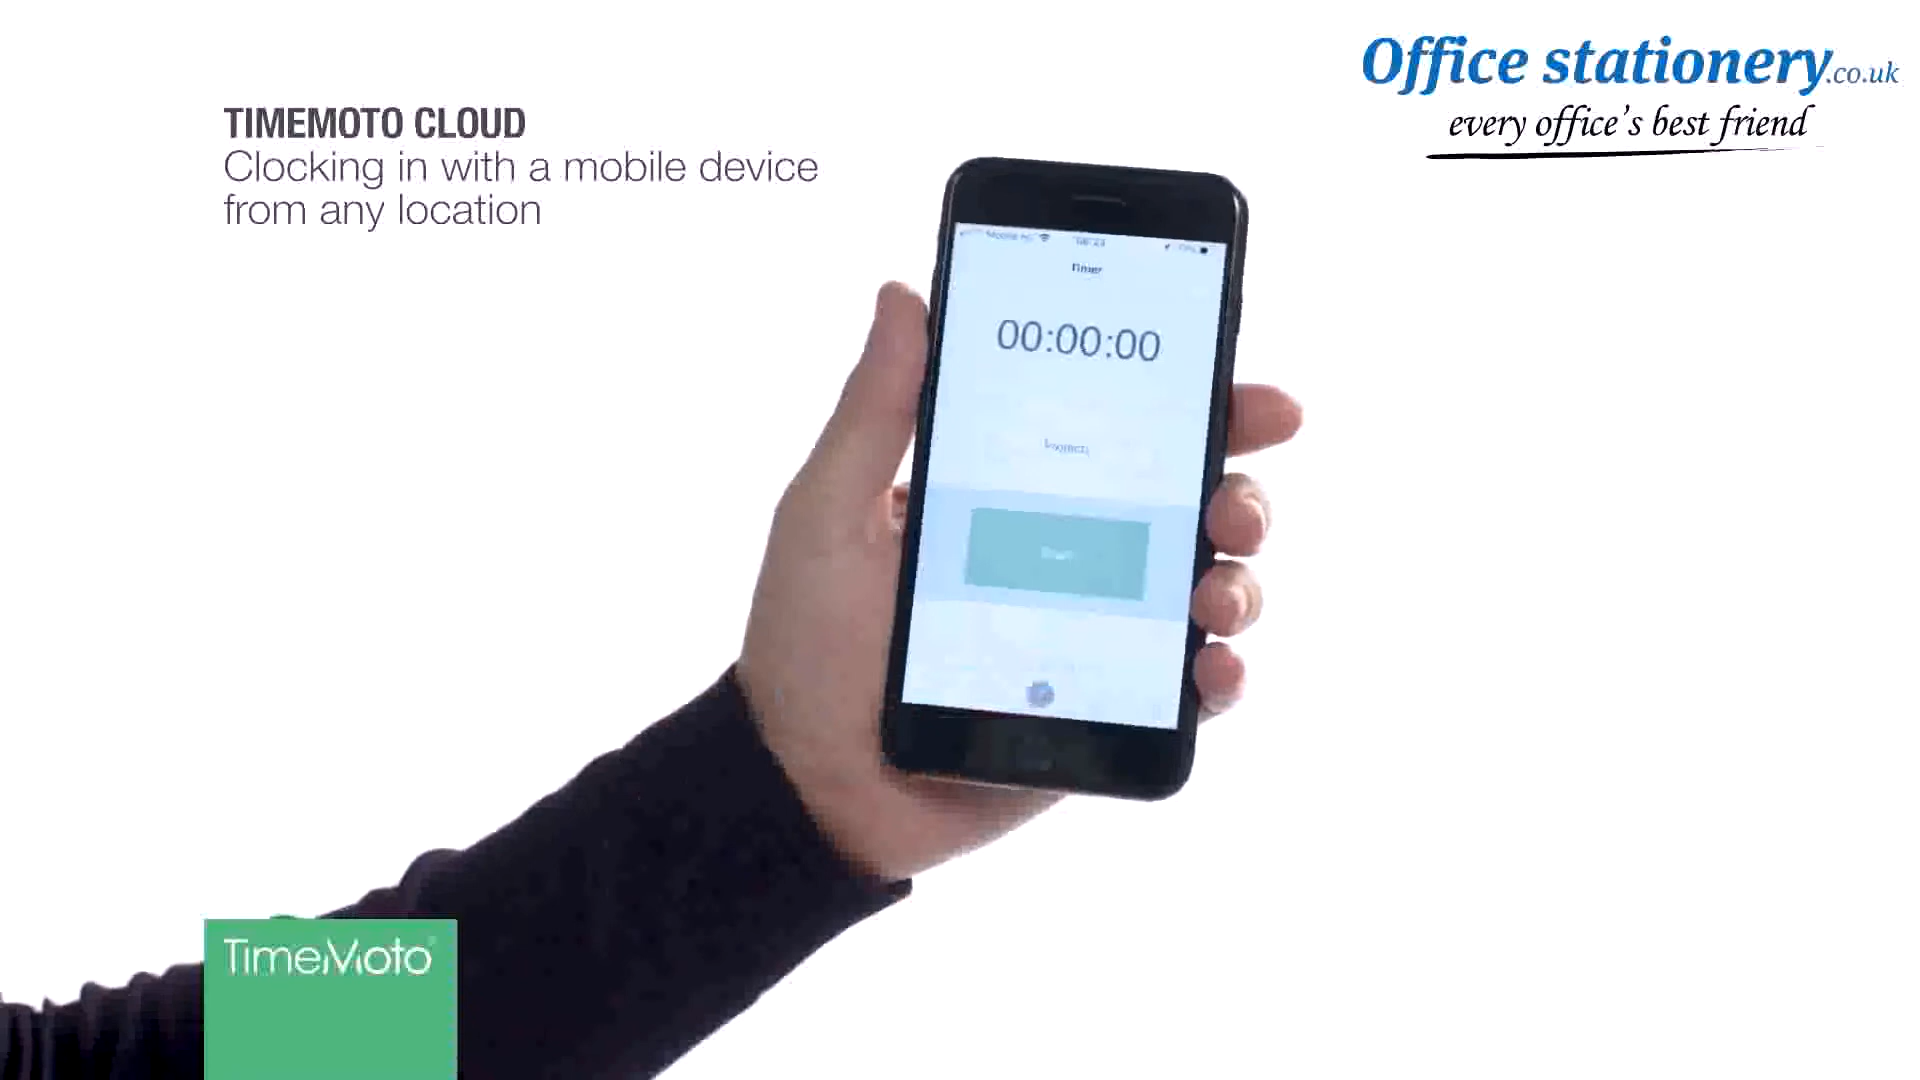 Office stationery.co.uk
every office's best friend
TIMEMOTO CLOUD
Clocking in with a mobile device
from any location
Timer
00:00:00
TimeMoto